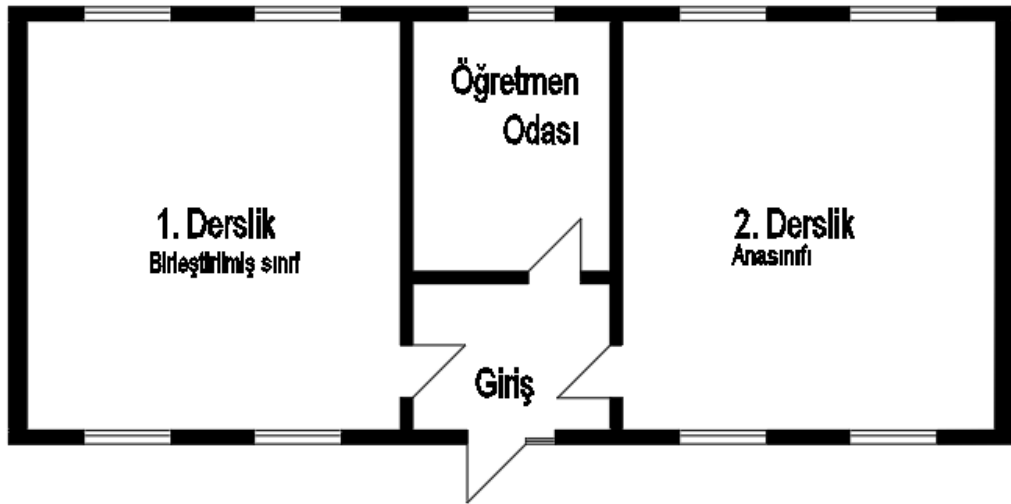 Öğretmen
Odası
1. Derslik
Birleştirilmiş sınıf
2. Derslik
Anasınıfı
Giriş